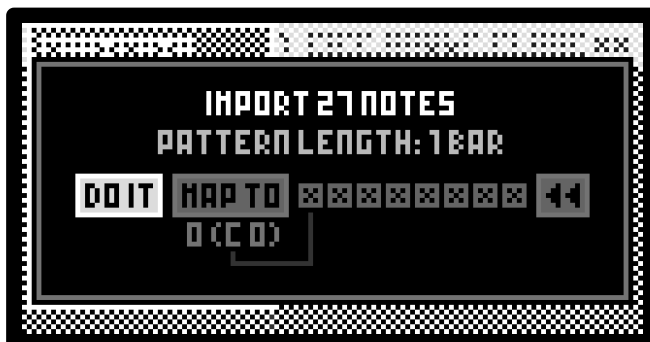 IMPORT 27 NOTES
PATTERN LENGTH: 1 BAR
DO IT MAP TO
0 (C 0)